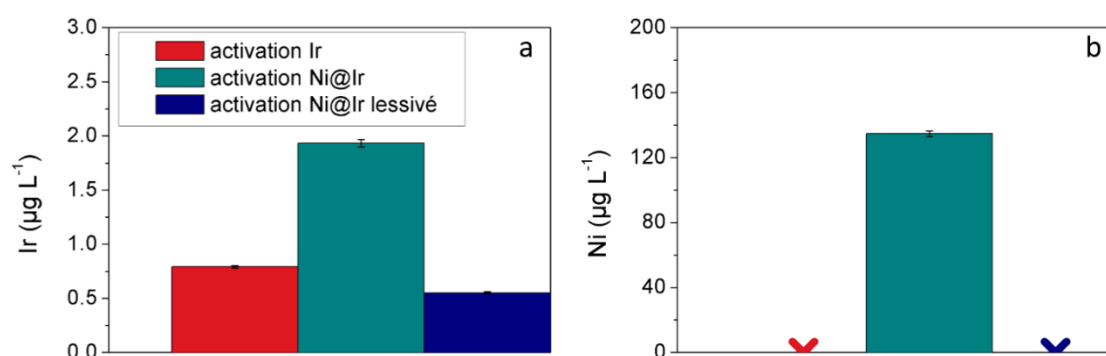 3.0
2.5
2.0
1.5
1.0
0.5
0.0
Ir (µg L-1)
a
activation Ir
activation Ni@Ir
activation Ni@Ir lessivé
200
160
120
80
40
0
Ni (µg L-1)
b